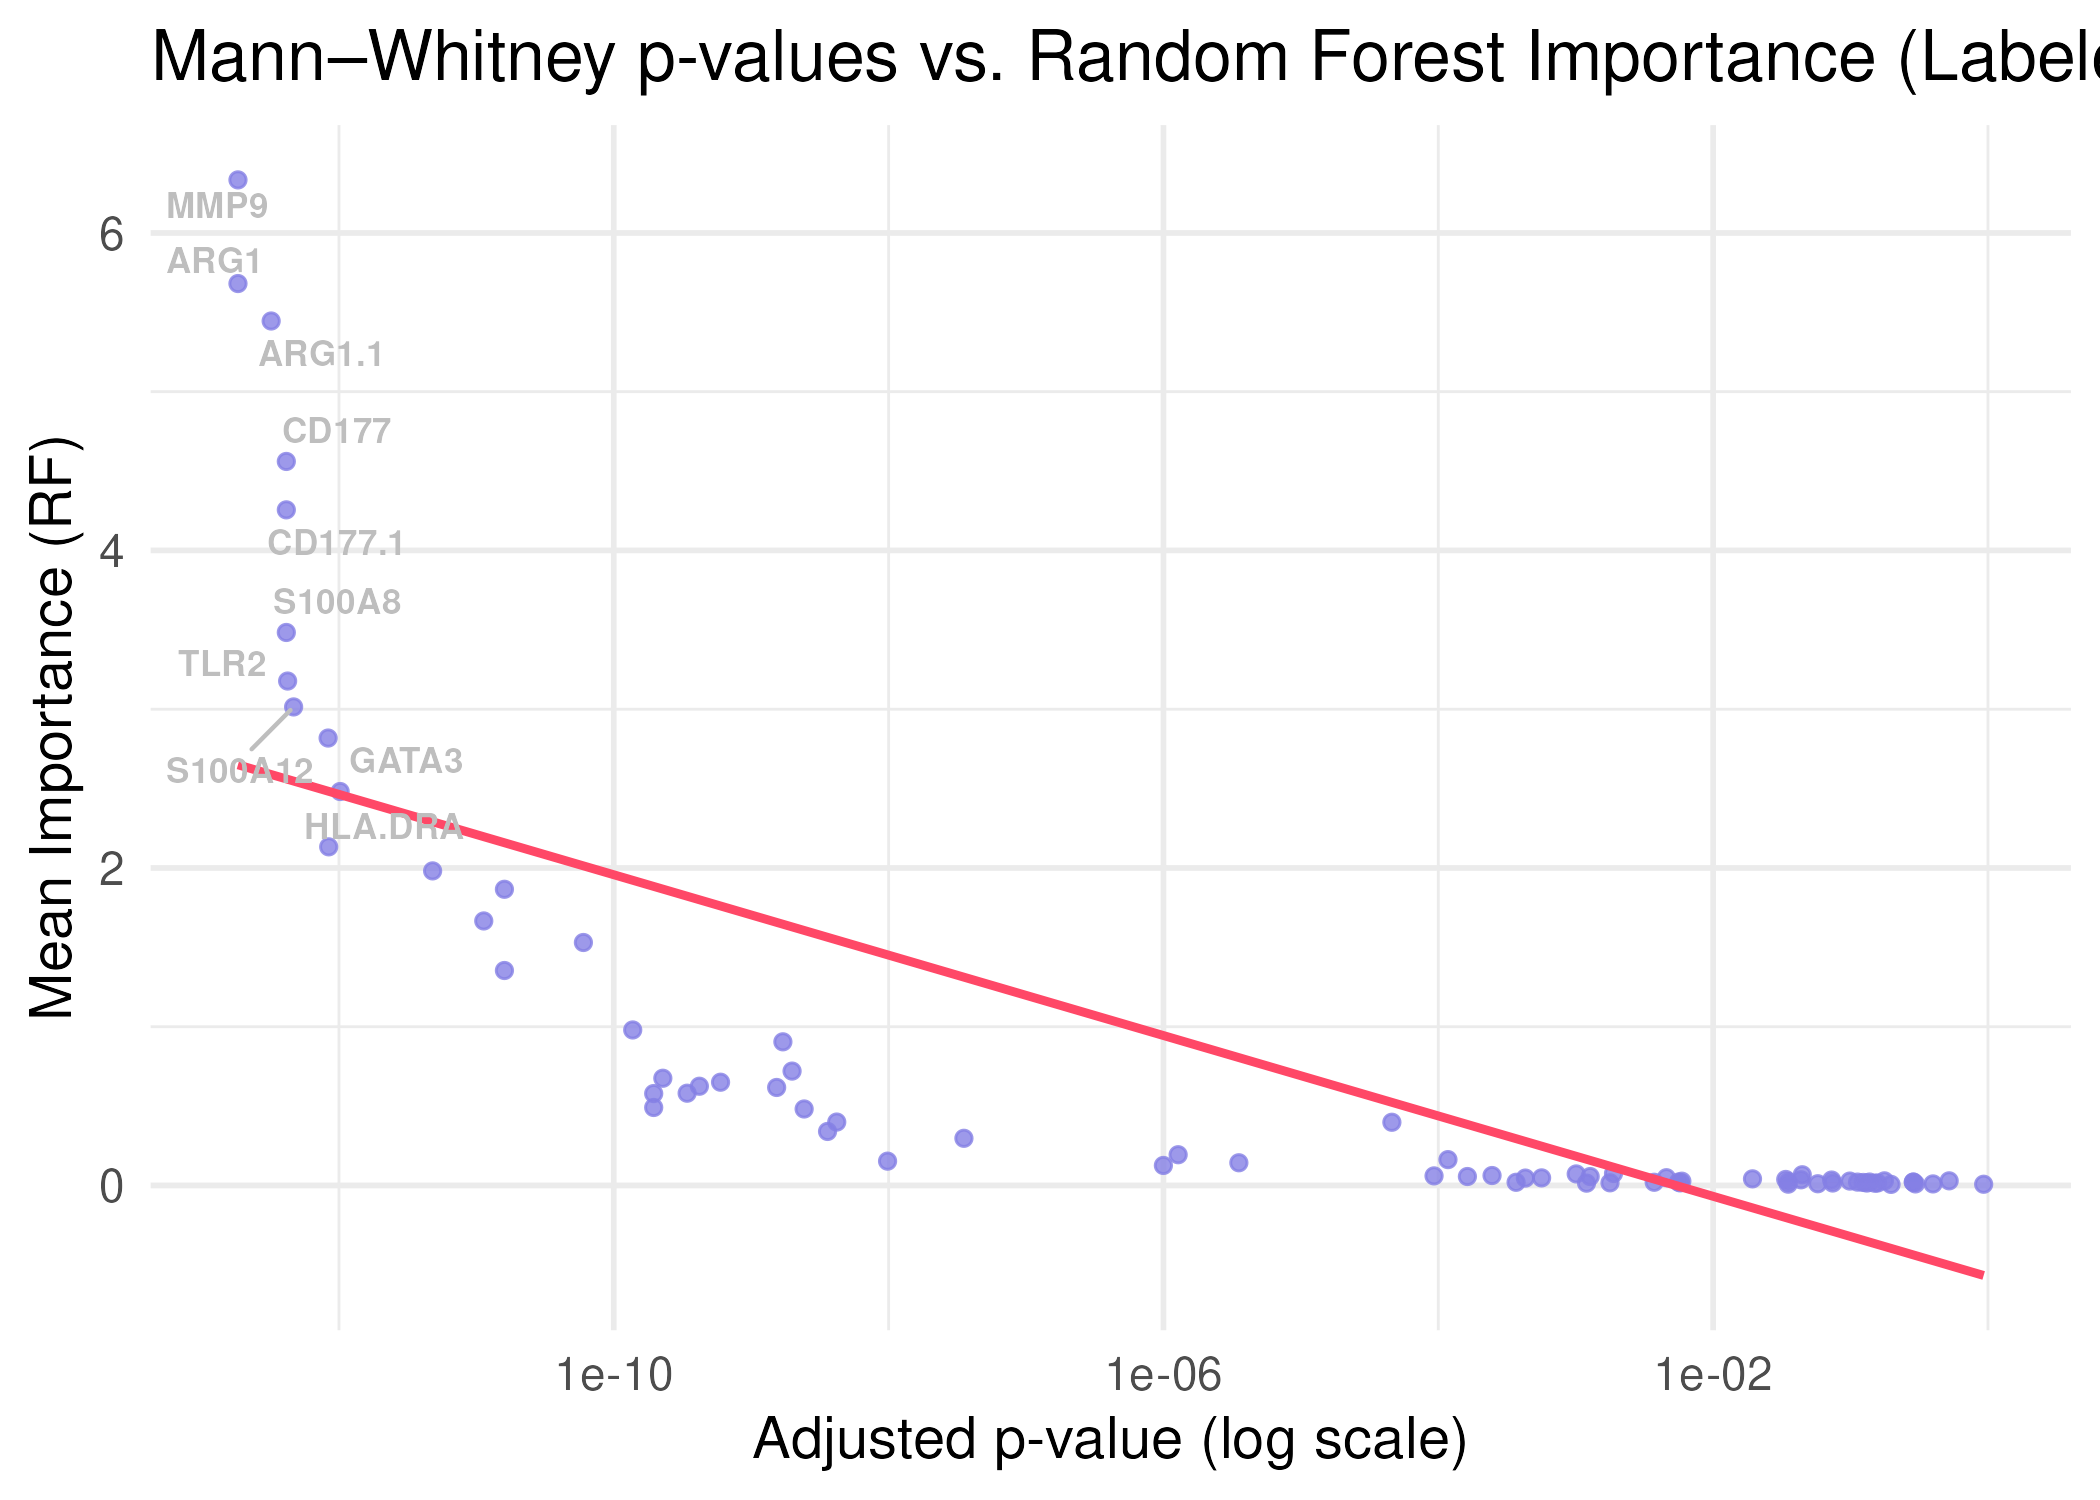 Mann–Whitney p-values vs. Random Forest Importance (Labele
MMP9
6
ARG1
ARG1.1
CD177
4
CD177.1
S100A8
TLR2
S100A12
GATA3
HLA.DRA
2
0
Mean Importance (RF)
1e-10
1e-06
1e-02
Adjusted p-value (log scale)